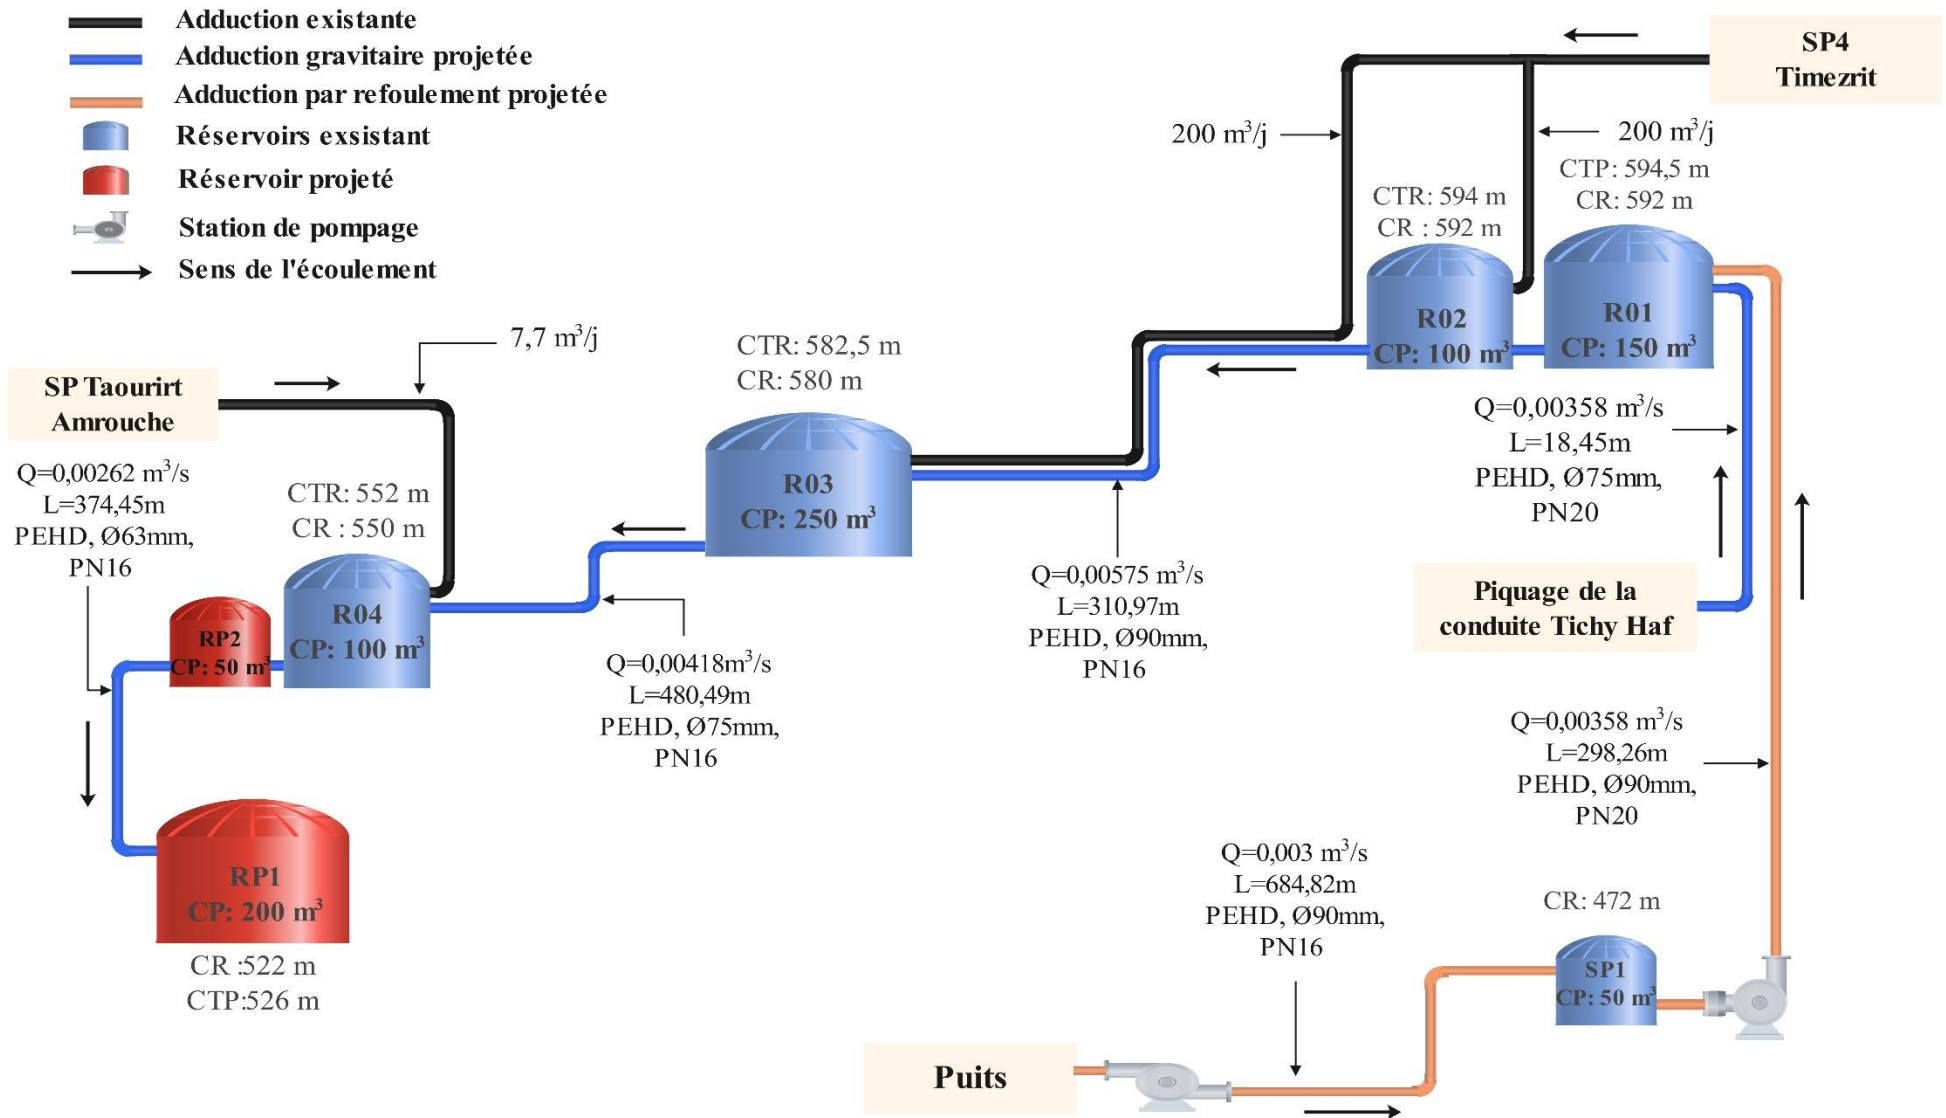 Adduction existante
Adduction gravitaire projetée
Adduction par refoulement projetée
Réservoirs exsistant
Réservoir projeté
Station de pompage
Sens de l'écoulement
SP4
Timezrit
200 m³/j
200 m³/j
CTP: 594,5 m
CR: 592 m
CTR: 594 m
CR : 592 m
R02
CP: 100 m³
R01
CP: 150 m³
7,7 m³/j
CTR: 582,5 m
CR: 580 m
SP Taourirt
Amrouche
R03
CP: 250 m³
Q=0,00358 m³/s
L=18,45m
PEHD, Ø75mm,
PN20
Q=0,00262 m³/s
L=374,45m
PEHD, Ø63mm,
PN16
CTR: 552 m
CR : 550 m
R04
CP: 100 m³
RP2
CP: 50 m³
Q=0,00575 m³/s
L=310,97m
PEHD, Ø90mm,
PN16
Piquage de la
conduite Tichy Haf
Q=0,00418m³/s
L=480,49m
PEHD, Ø75mm,
PN16
Q=0,00358 m³/s
L=298,26m
PEHD, Ø90mm,
PN20
RP1
CP: 200 m³
CR :522 m
CTP:526 m
Q=0,003 m³/s
L=684,82m
PEHD, Ø90mm,
PN16
CR: 472 m
SP1
CP: 50 m³
Puits